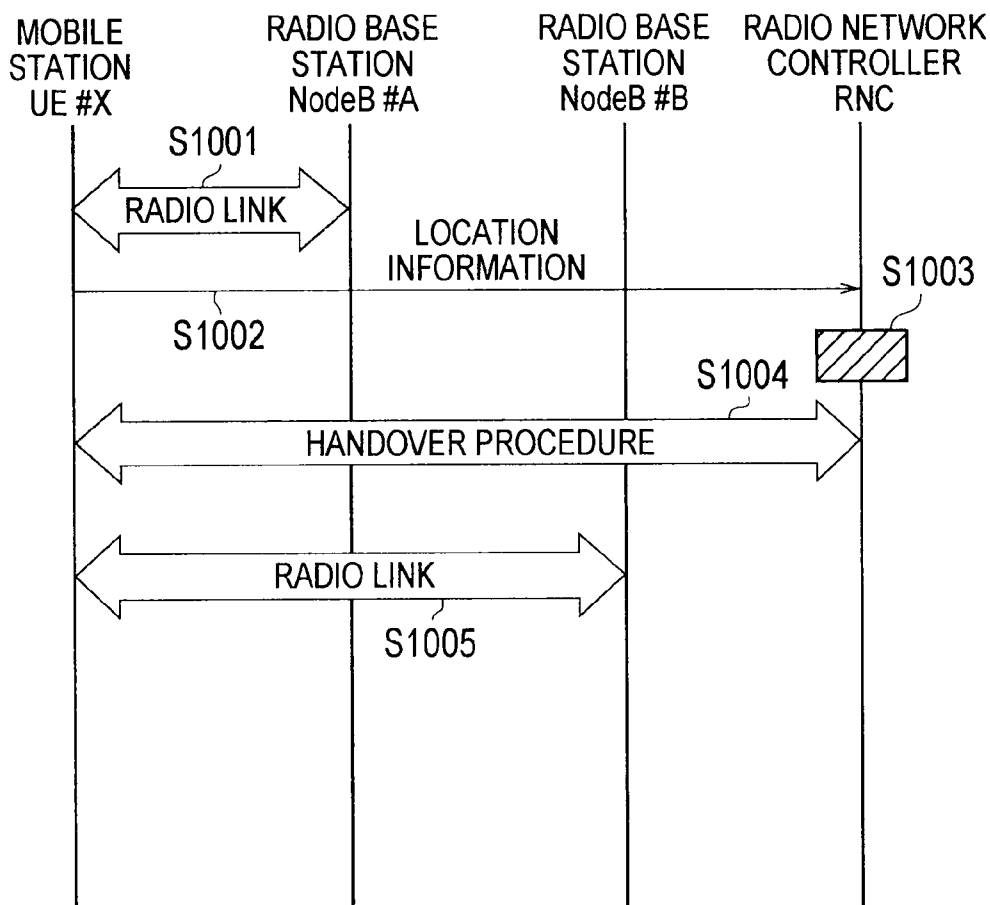 MOBILE
STATION
UE #X
RADIO BASE
STATION
NodeB #A
RADIO BASE
STATION
NodeB #B
RADIO NETWORK
CONTROLLER
RNC
S1001
RADIO LINK
LOCATION
INFORMATION
S1002
S1003
S1004
HANDOVER PROCEDURE
RADIO LINK
S1005